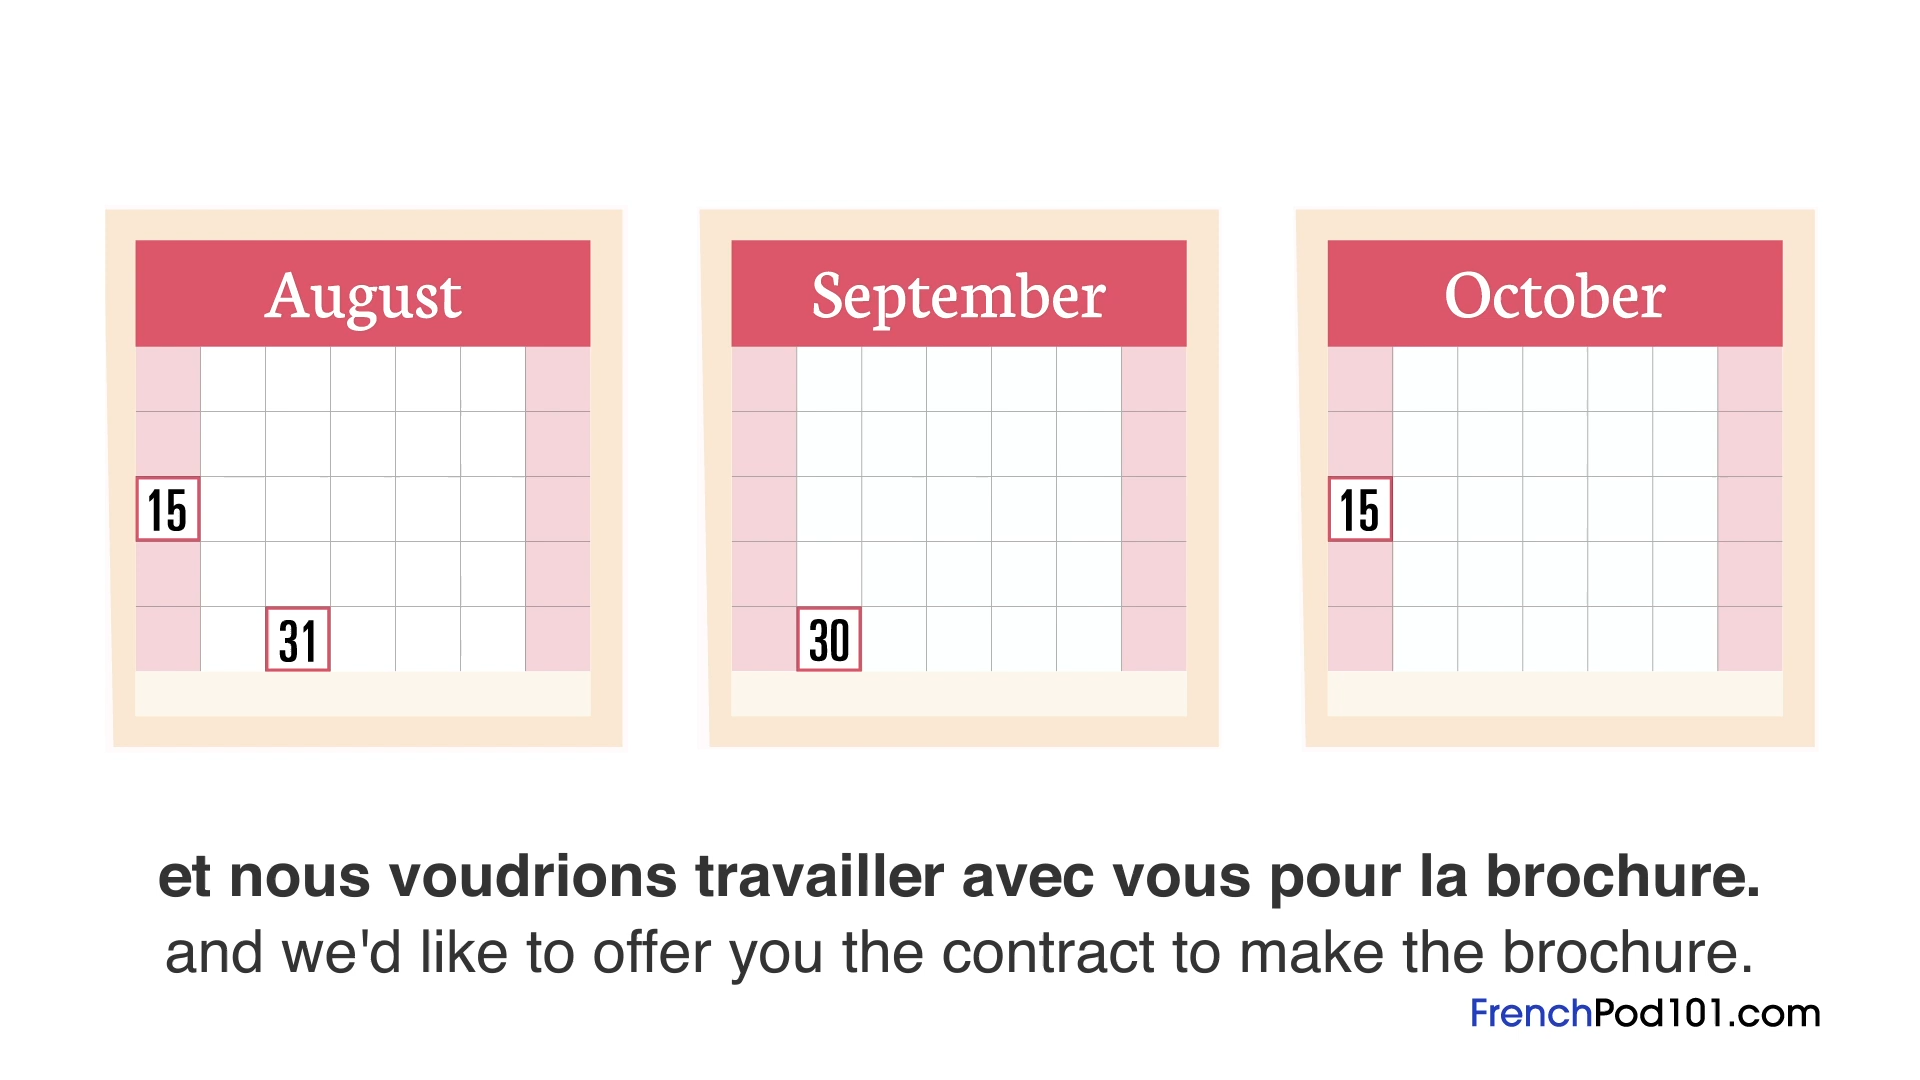 August
15
31
September
30
October
15
et nous voudrions travailler avec vous pour la brochure.
and we'd like to offer you the contract to make the brochure.
FrenchPod101.com